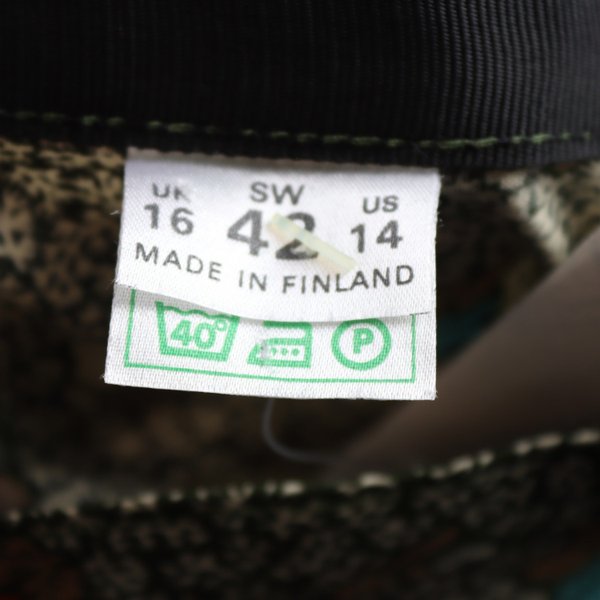 UK SW US
16 42 14
MADE IN FINLAND
40° P